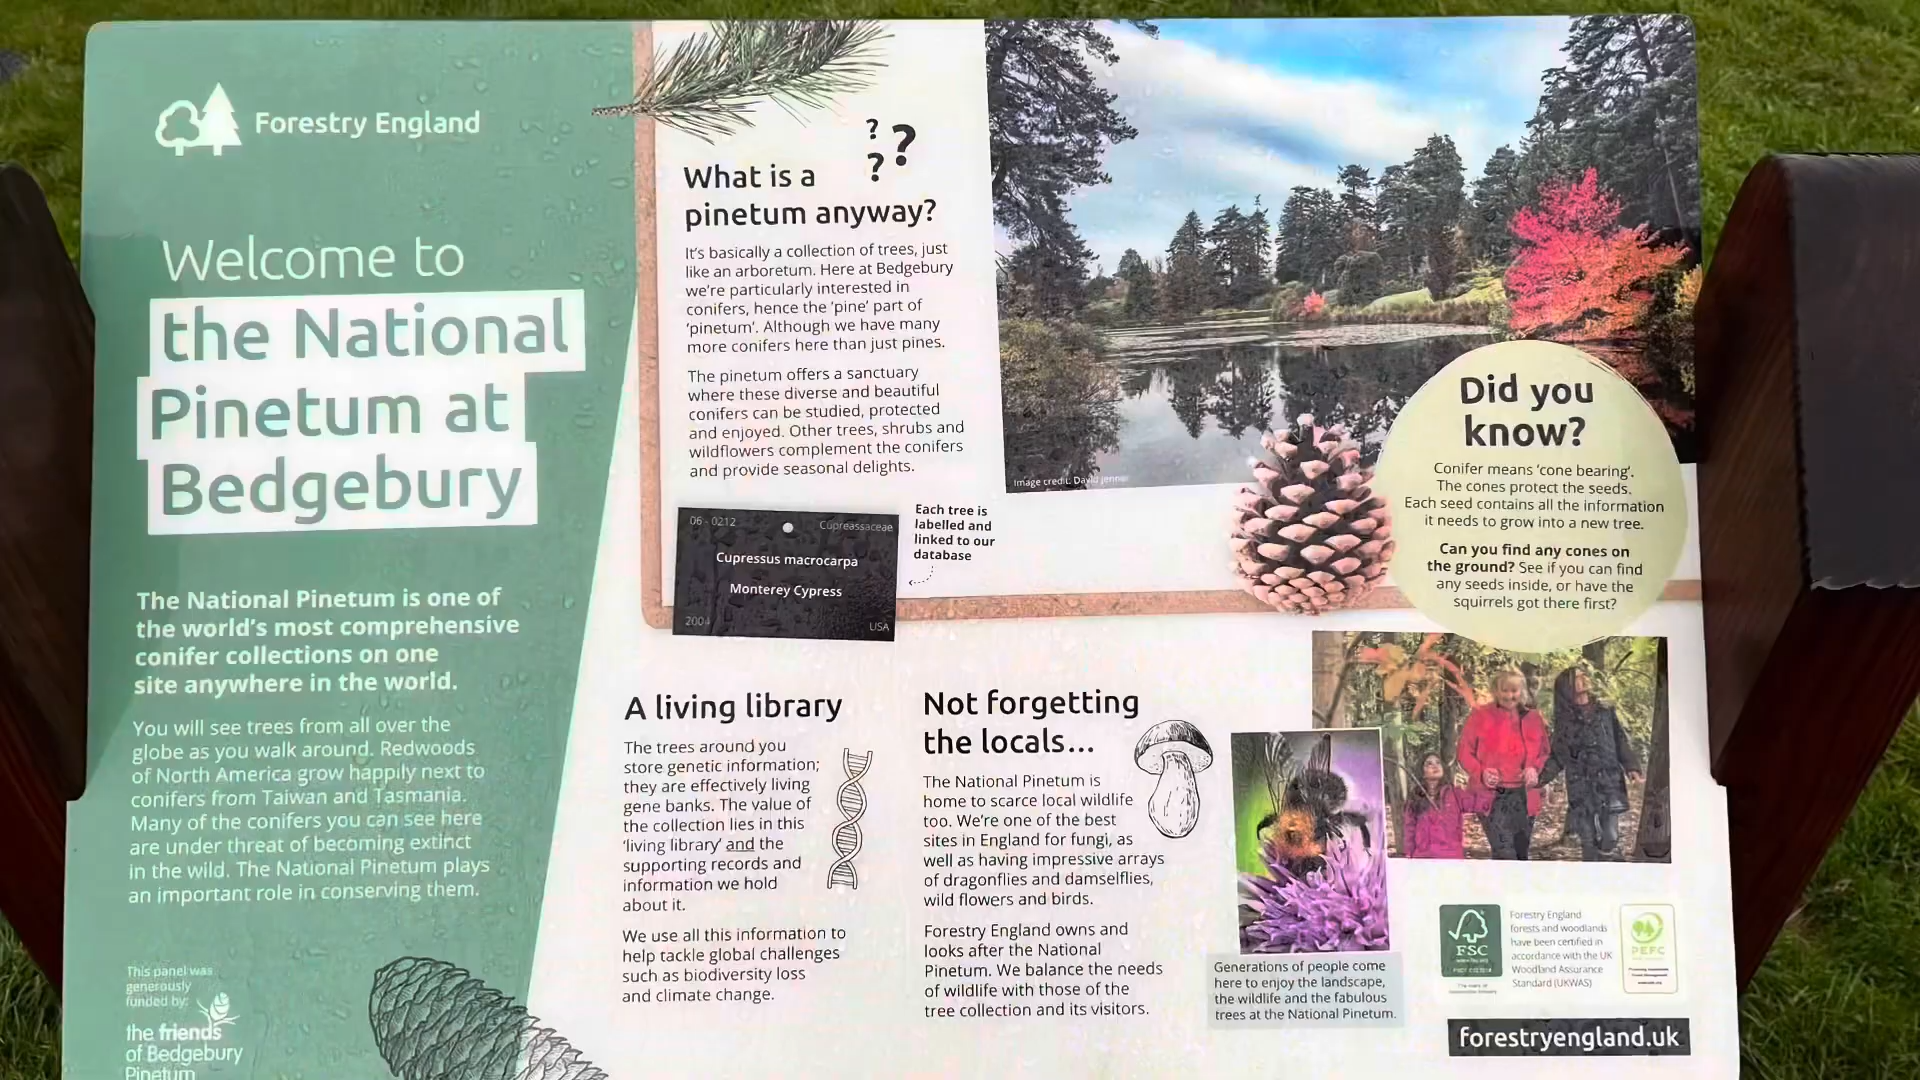 Forestry England
Welcome to
the National
Pinetum at
Bedgebury
The National Pinetum is one of
the world's most comprehensive
conifer collections on one
site anywhere in the world.
You will see trees from all over the
globe as you walk around. Redwoods
of North America grow happily next to
conifers from Taiwan and Tasmania.
Many of the conifers you can see here
are under threat of becoming extinct
in the wild. The National Pinetum plays
an important role in conserving them.
This panel was
generously
funded by:
the friends
of Bedgebury
Pinetum
? ? ?
What is a
pinetum anyway?
It's basically a collection of trees, just
like an arboretum. Here at Bedgebury
we're particularly interested in
conifers, hence the 'pine' part of
'pinetum'. Although we have many
more conifers here than just pines.
The pinetum offers a sanctuary
where these diverse and beautiful
conifers can be studied, protected
and enjoyed. Other trees, shrubs and
wildflowers complement the conifers
and provide seasonal delights.
06 - 0212
Cupreassaceae
Cupressus macrocarpa
Monterey Cypress
2004
USA
Each tree is
labelled and
linked to our
database
Image credit: David Jenner
Did you
know?
Conifer means 'cone bearing'.
The cones protect the seeds.
Each seed contains all the information
it needs to grow into a new tree.
Can you find any cones on
the ground? See if you can find
any seeds inside, or have the
squirrels got there first?
A living library
The trees around you
store genetic information;
they are effectively living
gene banks. The value of
the collection lies in this
'living library' and the
supporting records and
information we hold
about it.
We use all this information to
help tackle global challenges
such as biodiversity loss
and climate change.
Not forgetting
the locals...
The National Pinetum is
home to scarce local wildlife
too. We're one of the best
sites in England for fungi, as
well as having impressive arrays
of dragonflies and damselflies,
wild flowers and birds.
Forestry England owns and
looks after the National
Pinetum. We balance the needs
of wildlife with those of the
tree collection and its visitors.
Generations of people come
here to enjoy the landscape,
the wildlife and the fabulous
trees at the National Pinetum.
FSC
Forestry England
forests and woodlands
have been certified in
accordance with the UK
Woodland Assurance
Standard (UKWAS)
PEFC
forestryengland.uk